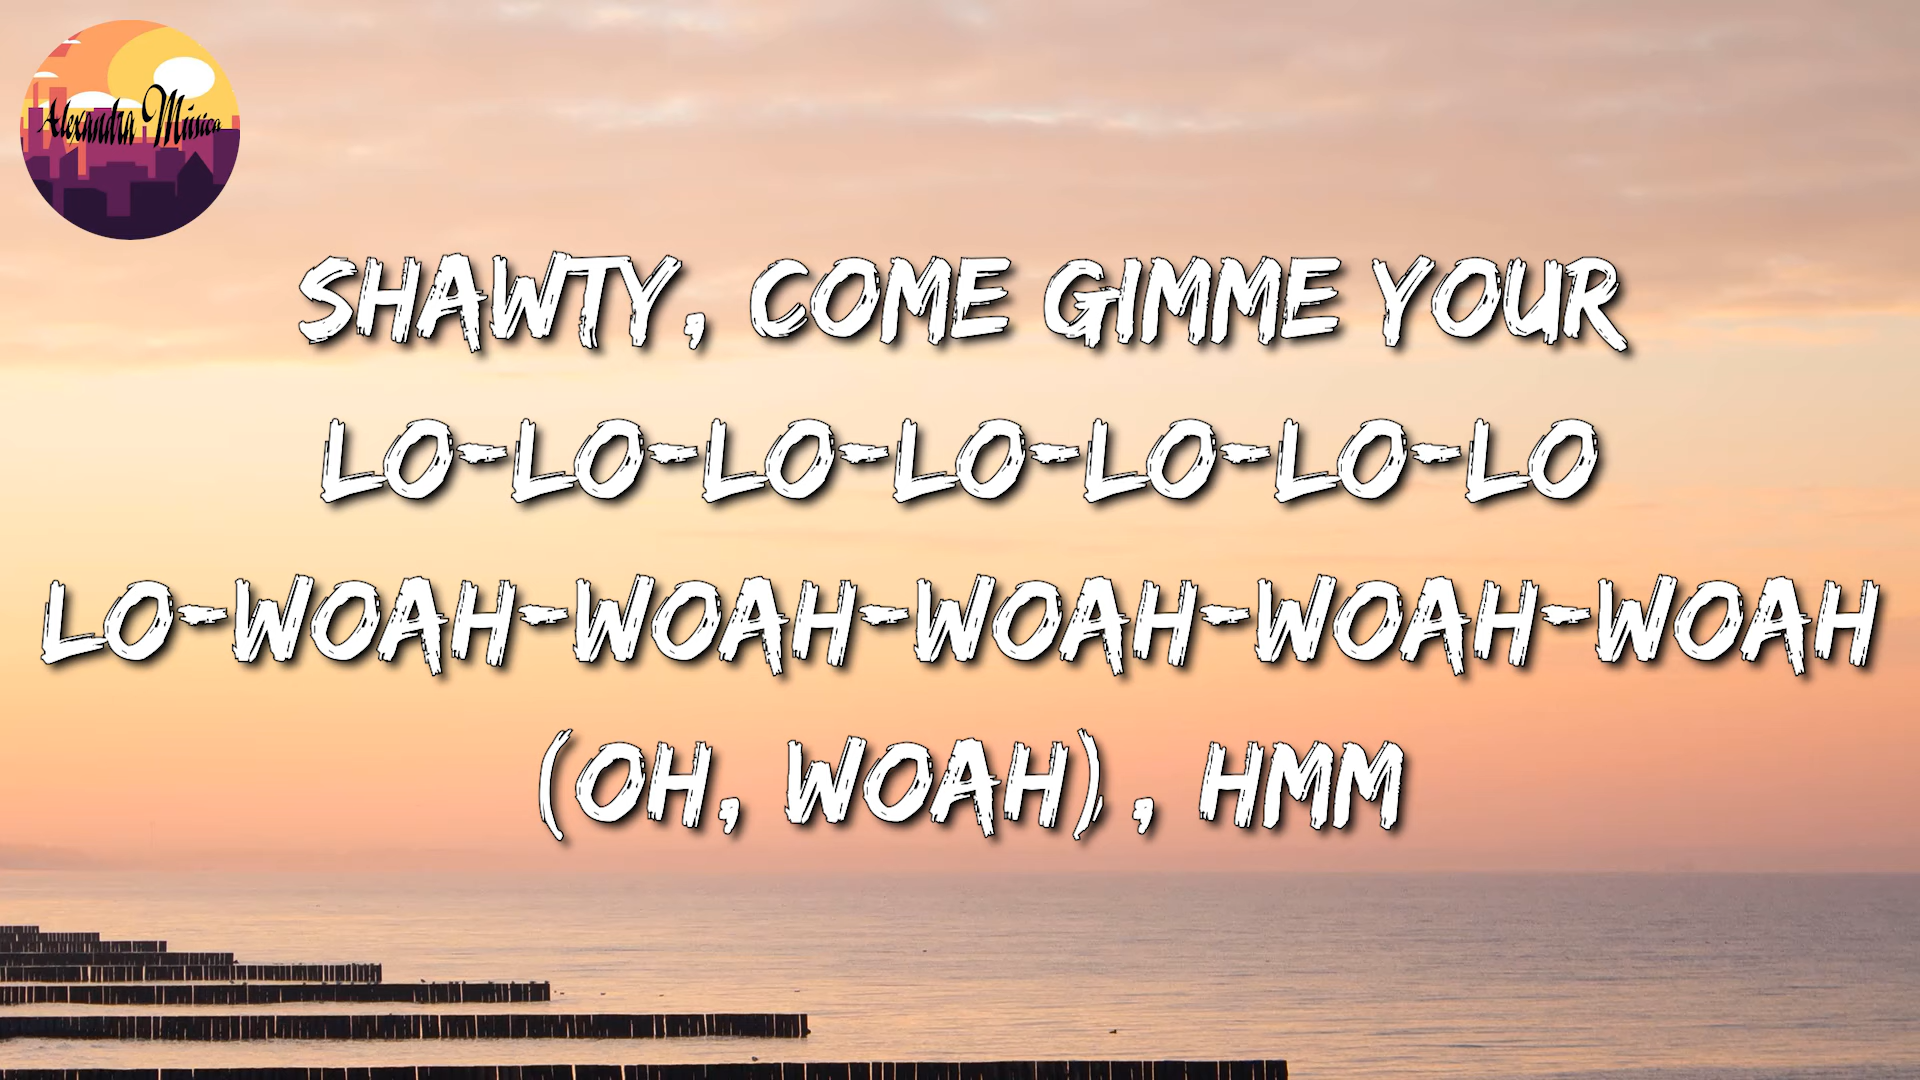 Alexandra Música
SHAWTY, COME GIMME YOUR
LO-LO-LO-LO-LO-LO-LO
LO-WOAH-WOAH-WOAH-WOAH-WOAH
(OH, WOAH), HMM